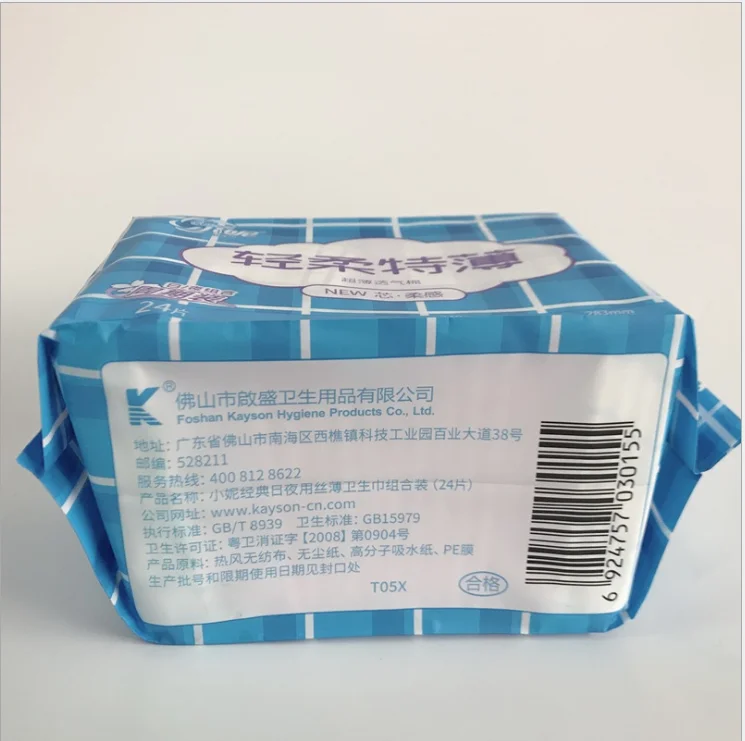 轻柔特薄
超薄透气棉
NEW 芯·柔感
24片
283mm
K®
佛山市啟盛卫生用品有限公司
Foshan Kayson Hygiene Products Co., Ltd.
地址: 广东省佛山市南海区西樵镇科技工业园百业大道38号
邮编: 528211
服务热线: 400 812 8622
产品名称: 小妮经典日夜用丝薄卫生巾组合装 (24片)
公司网址: www.kayson-cn.com
执行标准: GB/T 8939 卫生标准: GB15979
卫生许可证: 粤卫消证字【2008】第0904号
产品原料: 热风无纺布、无尘纸、高分子吸水纸、PE膜
生产批号和限期使用日期见封口处
T05X
合格
6 924757 030155